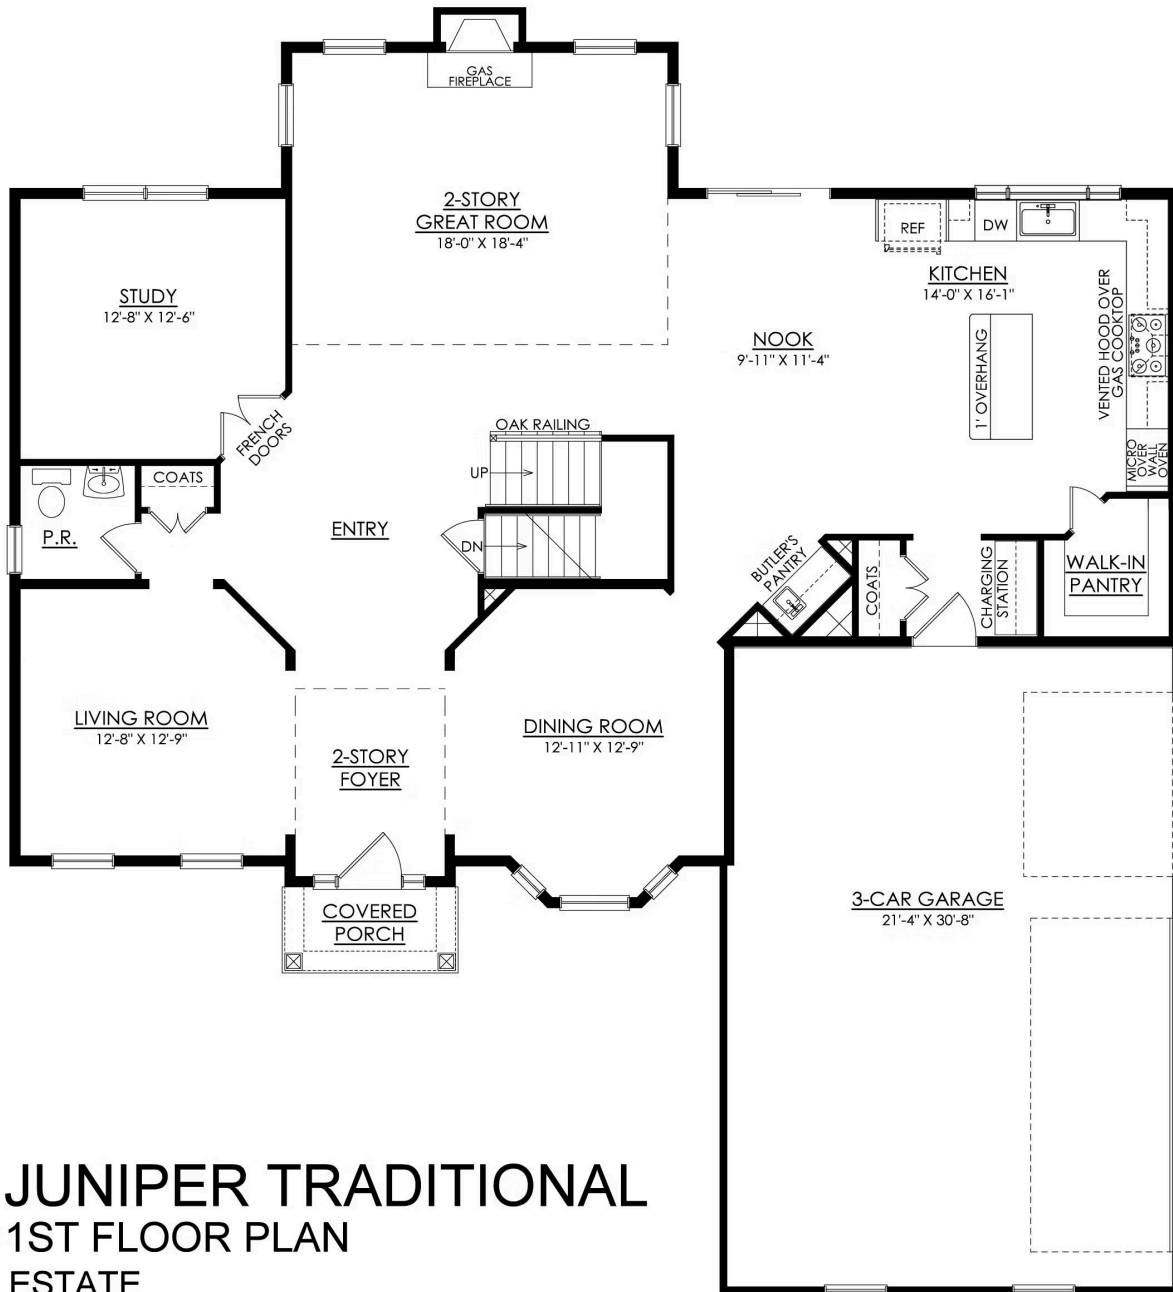 GAS
FIREPLACE
2-STORY
GREAT ROOM
18'-0" X 18'-4"
REF
DW
KITCHEN
14'-0" X 16'-1"
STUDY
12'-8" X 12'-6"
NOOK
9'-11" X 11'-4"
1' OVERHANG
VENTED HOOD OVER
GAS COOKTOP
FRENCH
DOORS
OAK RAILING
UP
MICRO
OVER
WALL
OVEN
COATS
P.R.
ENTRY
DN
BUTLER'S
PANTRY
COATS
CHARGING
STATION
WALK-IN
PANTRY
LIVING ROOM
12'-8" X 12'-9"
DINING ROOM
12'-11" X 12'-9"
2-STORY
FOYER
COVERED
PORCH
3-CAR GARAGE
21'-4" X 30'-8"
JUNIPER TRADITIONAL
1ST FLOOR PLAN
ESTATE